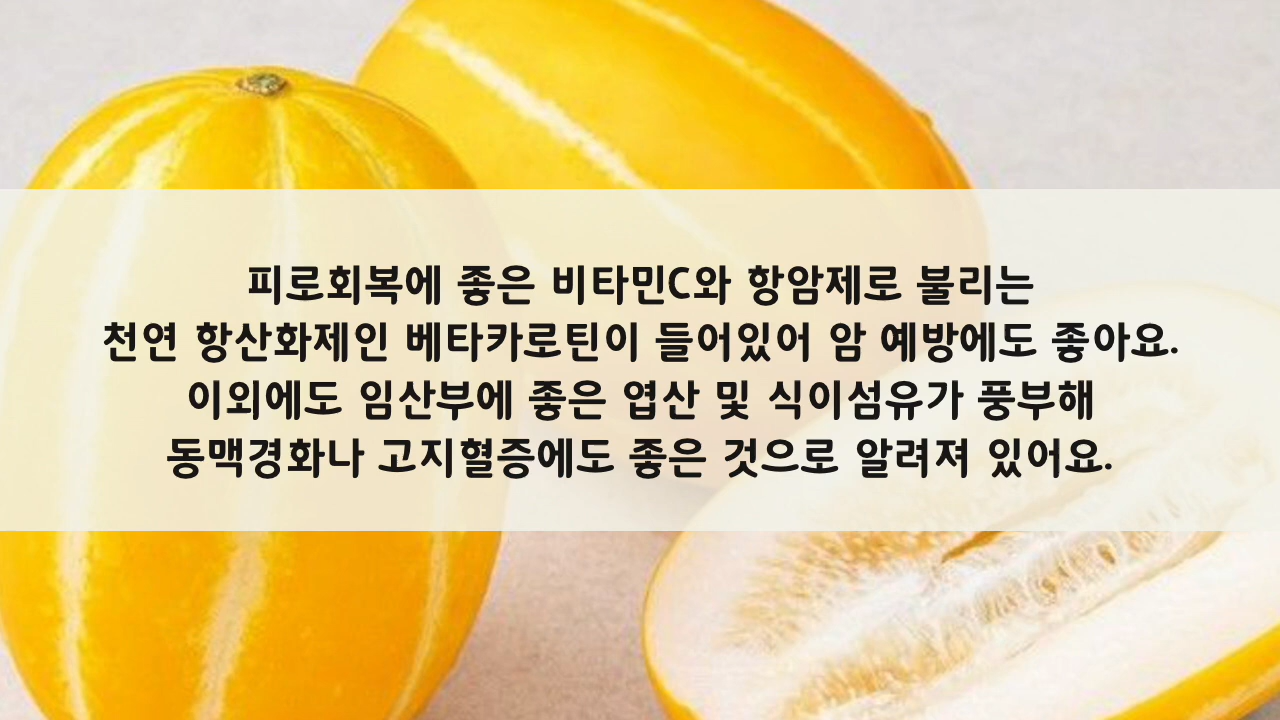 피로회복에 좋은 비타민C와 항암제로 불리는
천연 항산화제인 베타카로틴이 들어있어 암 예방에도 좋아요.
이외에도 임산부에 좋은 엽산 및 식이섬유가 풍부해
동맥경화나 고지혈증에도 좋은 것으로 알려져 있어요.